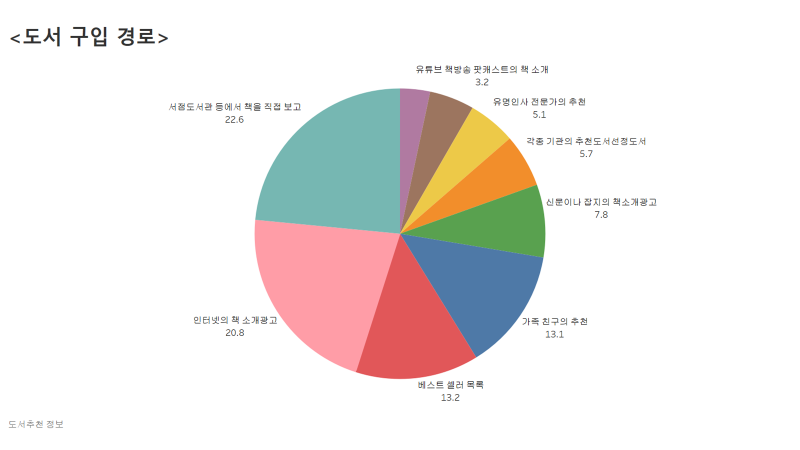 <도서 구입 경로>
유튜브 책방송 팟캐스트의 책 소개
3.2
유명인사 전문가의 추천
5.1
각종 기관의 추천도서선정도서
5.7
신문이나 잡지의 책소개광고
7.8
가족 친구의 추천
13.1
베스트 셀러 목록
13.2
인터넷의 책 소개광고
20.8
서점도서관 등에서 책을 직접 보고
22.6
도서추천 정보